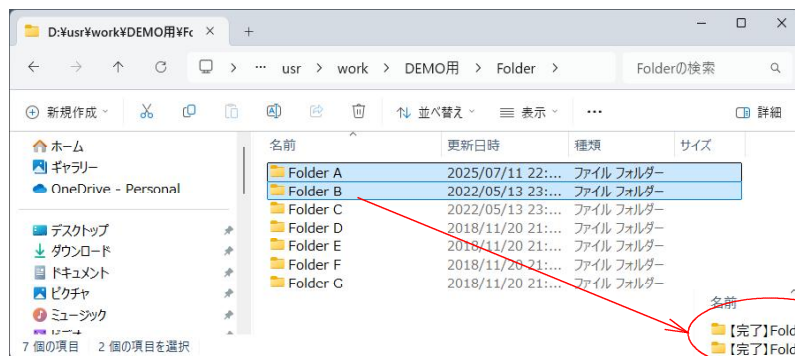 D:¥usr¥work¥DEMO用¥Fc
usr > work > DEMO用 > Folder > Folderの検索
新規作成 並べ替え 表示 ... 詳細
ホーム
ギャラリー
OneDrive - Personal
デスクトップ
ダウンロード
ドキュメント
ピクチャ
ミュージック
名前 更新日時 種類 サイズ
Folder A 2025/07/11 22:... ファイル フォルダー
Folder B 2022/05/13 23:... ファイル フォルダー
Folder C 2022/05/13 23:... ファイル フォルダー
Folder D 2018/11/20 21:... ファイル フォルダー
Folder E 2018/11/20 21:... ファイル フォルダー
Folder F 2018/11/20 21:... ファイル フォルダー
Folder G 2018/11/20 21:... ファイル フォルダー
名前
【完了】Fold
【完了】Fold
7 個の項目 2 個の項目を選択